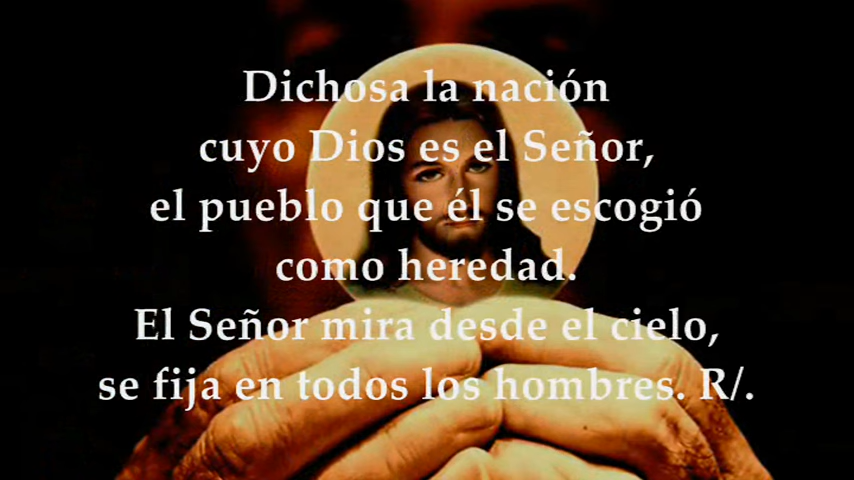 Dichosa la nación
cuyo Dios es el Señor,
el pueblo que él se escogió
como heredad.
El Señor mira desde el cielo,
se fija en todos los hombres. R/.